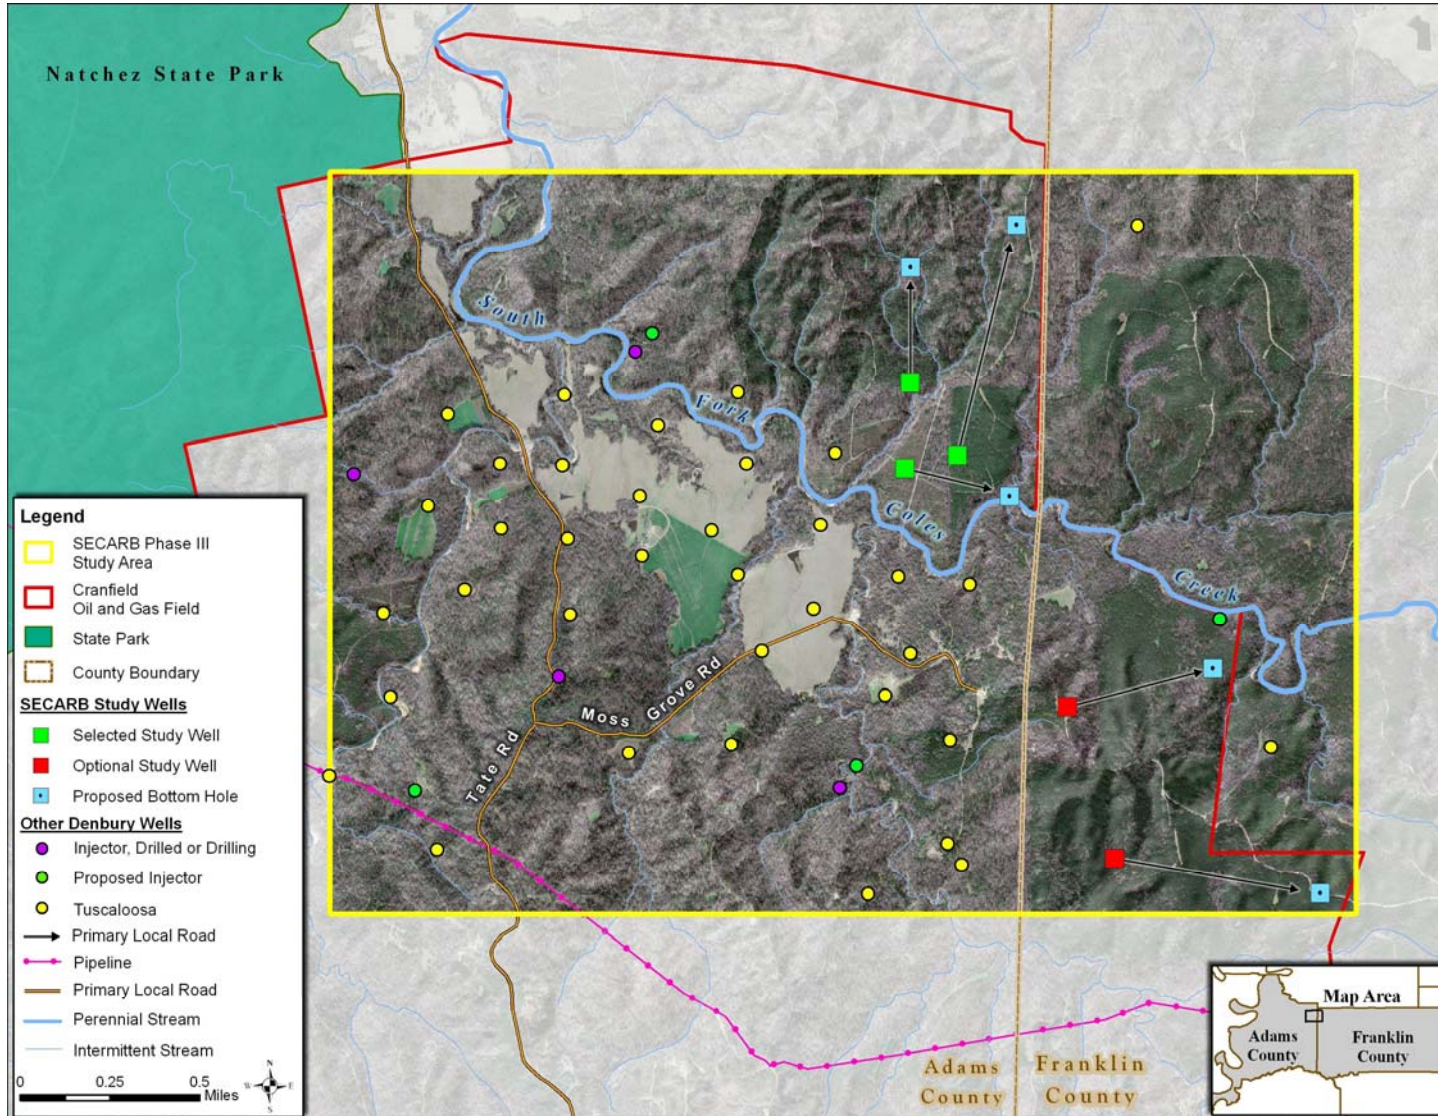 Natchez State Park
South
Fork
Coles
Creek
Moss Grove Rd
Tate Rd
Adams
County
Franklin
County
Legend
SECARB Phase III
Study Area
Cranfield
Oil and Gas Field
State Park
County Boundary
SECARB Study Wells
Selected Study Well
Optional Study Well
Proposed Bottom Hole
Other Denbury Wells
Injector, Drilled or Drilling
Proposed Injector
Tuscaloosa
Primary Local Road
Pipeline
Primary Local Road
Perennial Stream
Intermittent Stream
0 0.25 0.5
Miles
N
W E
S
Map Area
Adams
County
Franklin
County